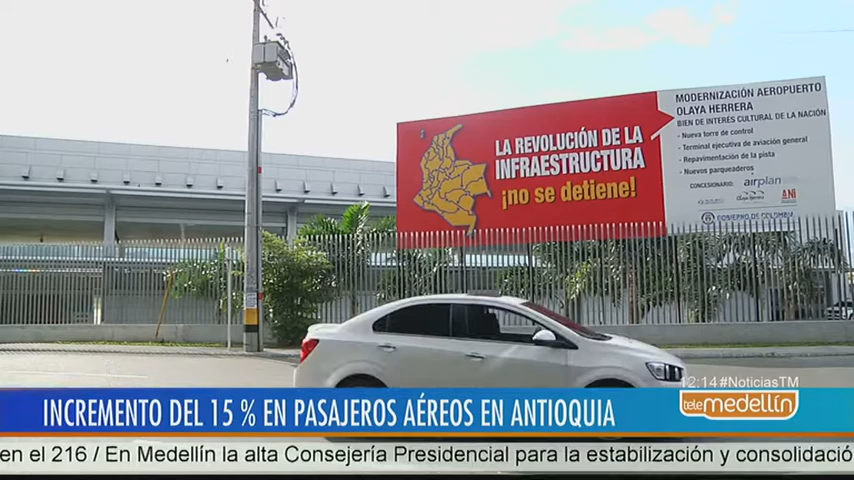 MODERNIZACIÓN AEROPUERTO
OLAYA HERRERA
BIEN DE INTERÉS CULTURAL DE LA NACIÓN
- Nueva torre de control
- Terminal ejecutiva de aviación general
- Repavimentación de la pista
- Nuevos parqueaderos
CONCESIONARIO:
airplan
Olaya Herrera
ANI
GOBIERNO DE COLOMBIA
LA REVOLUCIÓN DE LA
INFRAESTRUCTURA
¡no se detiene!
12:14 #NoticiasTM
INCREMENTO DEL 15 % EN PASAJEROS AÉREOS EN ANTIOQUIA
telemedellín
en el 216 / En Medellín la alta Consejería Presidencial para la estabilización y consolidació